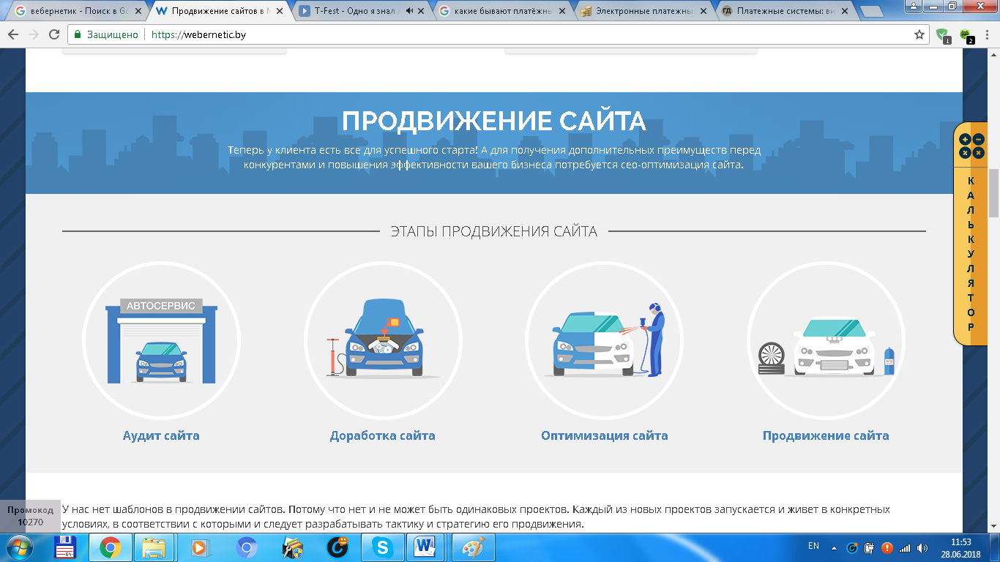 вебернетик - Поиск в Go
Продвижение сайтов в М
T-Fest - Одно я знал
какие бывают платёжны
Электронные платежны
Платежные системы: ви
Защищено
https://webernetic.by
1
2
ПРОДВИЖЕНИЕ САЙТА
Теперь у клиента есть все для успешного старта! А для получения дополнительных преимуществ перед
конкурентами и повышения эффективности вашего бизнеса потребуется сео-оптимизация сайта.
КАЛЬКУЛЯТОР
ЭТАПЫ ПРОДВИЖЕНИЯ САЙТА
АВТОСЕРВИС
Аудит сайта
Доработка сайта
Оптимизация сайта
Продвижение сайта
Промокод
10270
У нас нет шаблонов в продвижении сайтов. Потому что нет и не может быть одинаковых проектов. Каждый из новых проектов запускается и живет в конкретных
условиях, в соответствии с которыми и следует разрабатывать тактику и стратегию его продвижения.
64
EN
11:53
28.06.2018